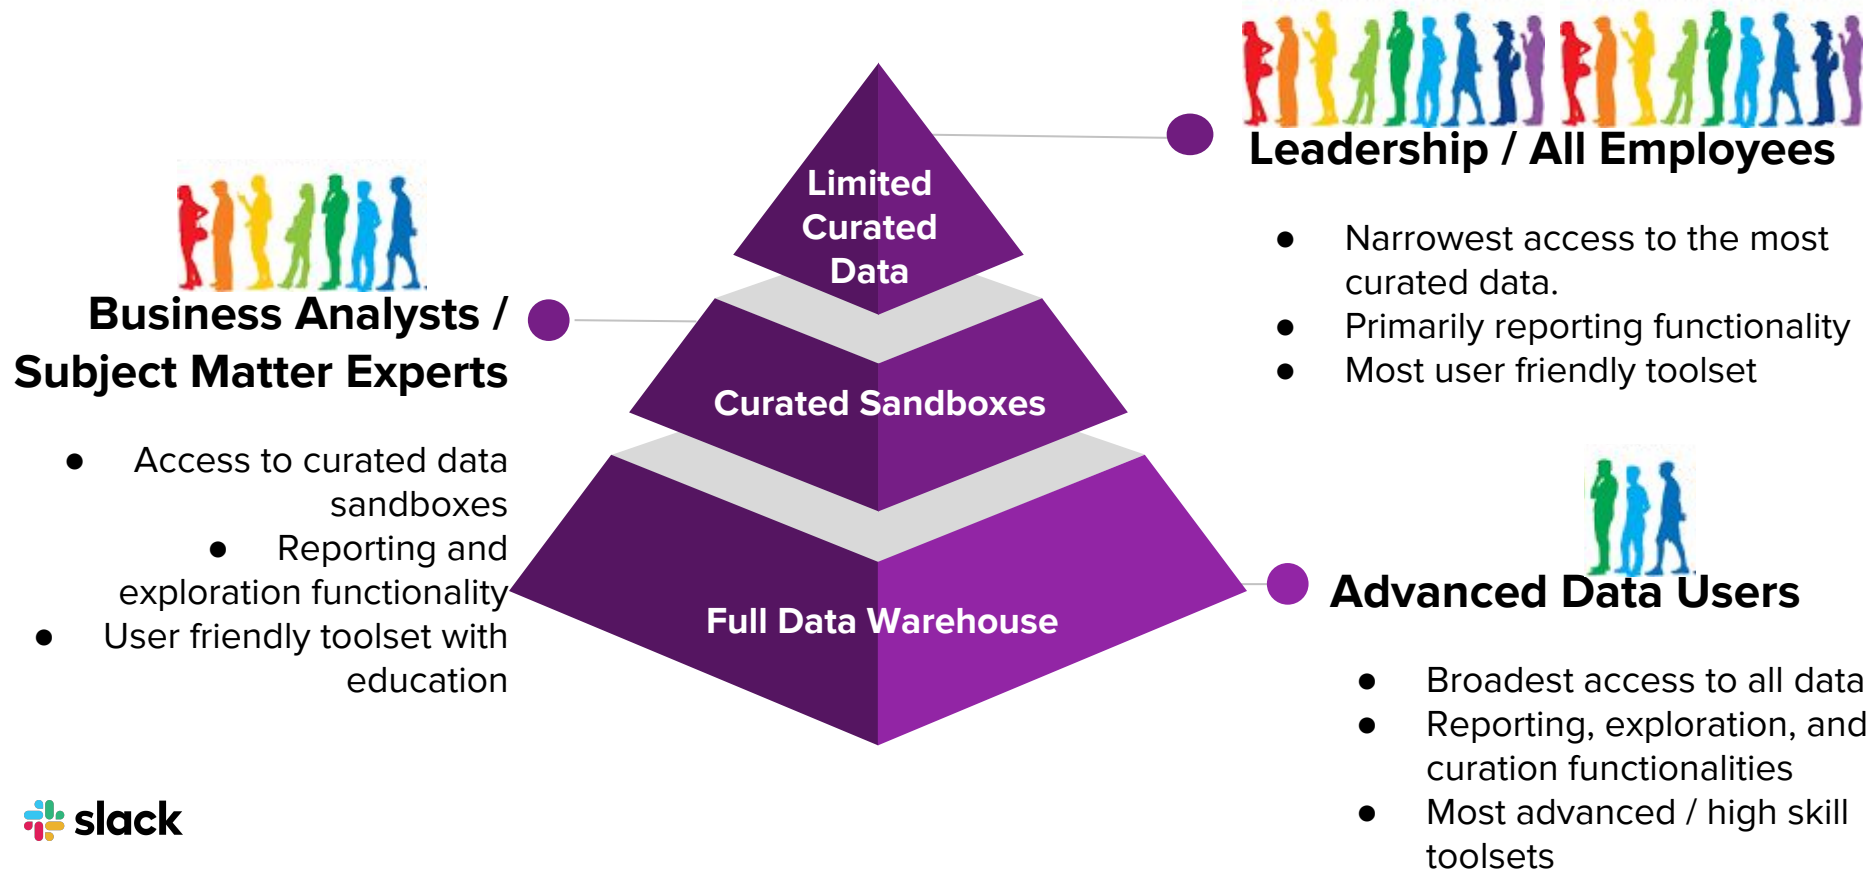 Leadership / All Employees
● Narrowest access to the most
curated data.
● Primarily reporting functionality
● Most user friendly toolset
Limited
Curated
Data
Business Analysts /
Subject Matter Experts
● Access to curated data
sandboxes
● Reporting and
exploration functionality
● User friendly toolset with
education
Curated Sandboxes
Full Data Warehouse
Advanced Data Users
● Broadest access to all data
● Reporting, exploration, and
curation functionalities
● Most advanced / high skill
toolsets
slack